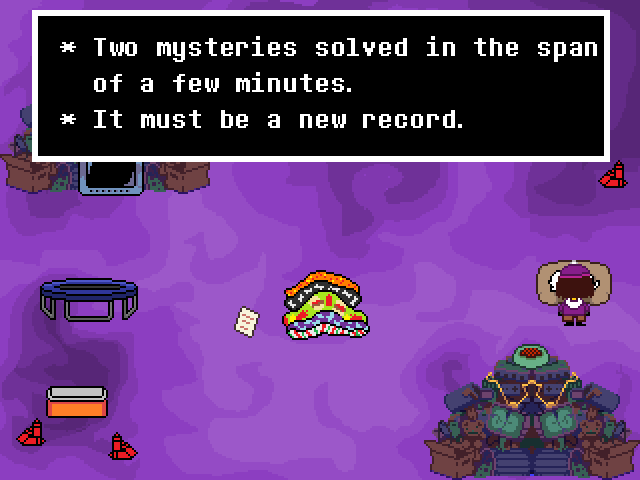 * Two mysteries solved in the span
of a few minutes.
* It must be a new record.